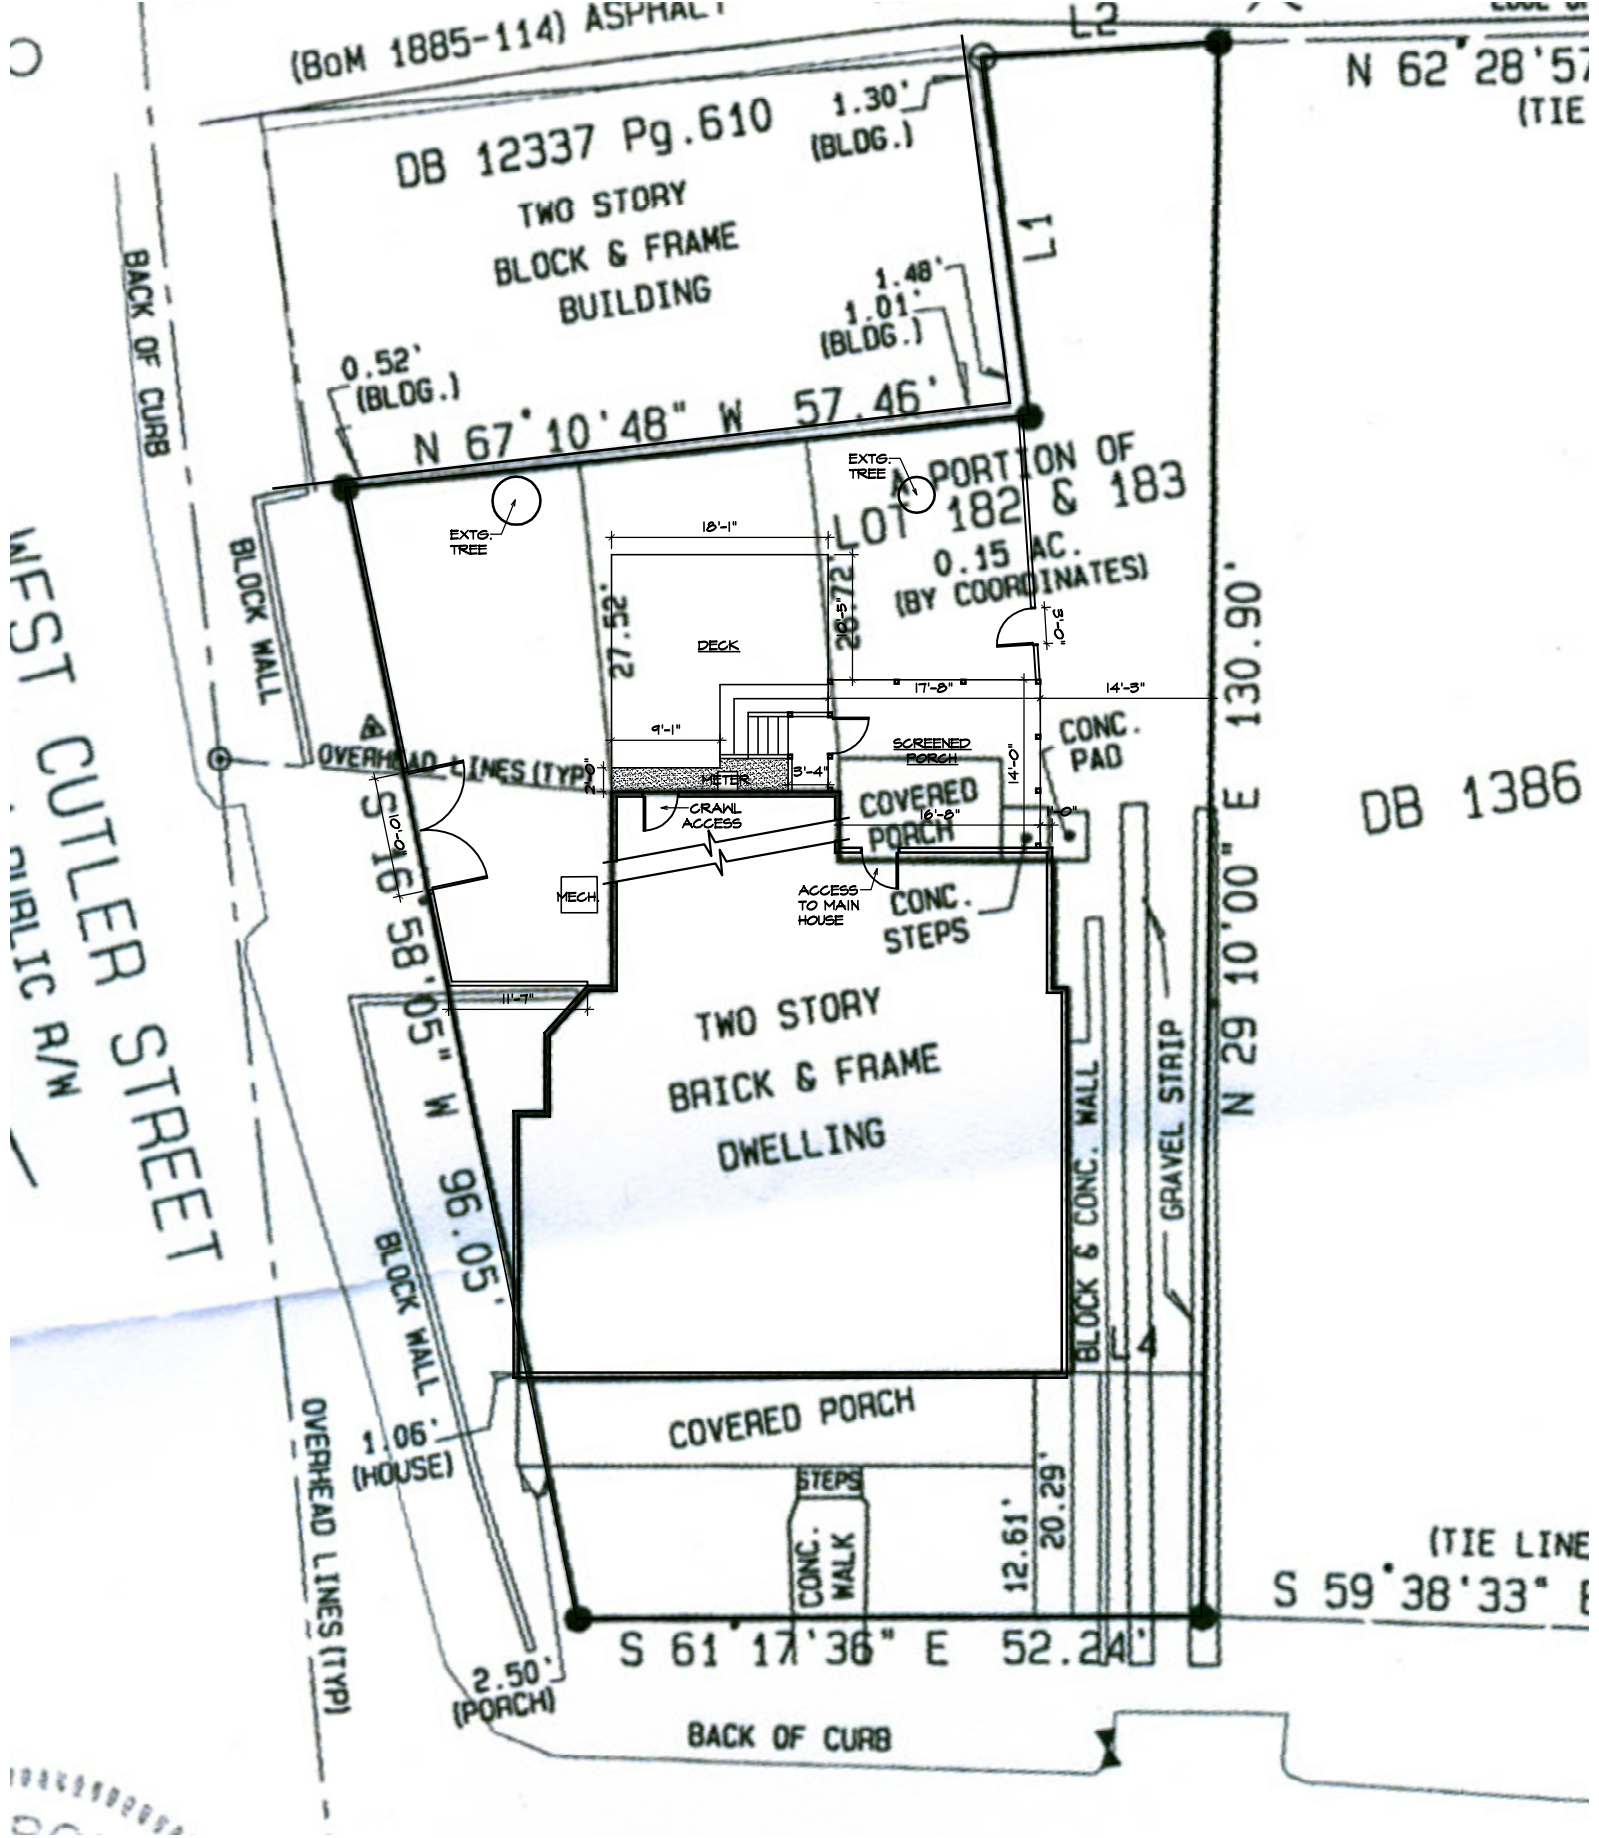 (BoM 1885-114) ASPHALT
L2
N 62°28'57
(TIE
DB 12337 Pg.610
1.30'
(BLDG.)
TWO STORY
BLOCK & FRAME
BUILDING
L1
1.48'
1.01'
(BLDG.)
0.52'
(BLDG.)
BACK OF CURB
N 67°10'48" W 57.46'
EXTG.
TREE
EXTG.
TREE
A PORTION OF
LOT 182 & 183
0.15 AC.
(BY COORDINATES)
BLOCK WALL
18'-1"
27.52'
10'-5"
3'-0"
130.90'
DECK
17'-8"
14'-3"
9'-1"
SCREENED
PORCH
14'-0"
CONC.
PAD
OVERHEAD LINES (TYP)
2'-0"
METER
3'-4"
COVERED
PORCH
16'-8"
CRAWL
ACCESS
DB 1386
WEST CUTLER STREET
PUBLIC R/W
10'-0"
MECH.
ACCESS
TO MAIN
HOUSE
CONC.
STEPS
S 16°58'05" W 96.05'
11'-7"
TWO STORY
BRICK & FRAME
DWELLING
BLOCK & CONC. WALL
GRAVEL STRIP
N 29°10'00" E
BLOCK WALL
L4
COVERED PORCH
1.06'
(HOUSE)
STEPS
CONC.
WALK
12.61'
20.29'
OVERHEAD LINES (TYP)
(TIE LINE
S 59°38'33" E
S 61°17'36" E 52.24'
2.50'
(PORCH)
BACK OF CURB